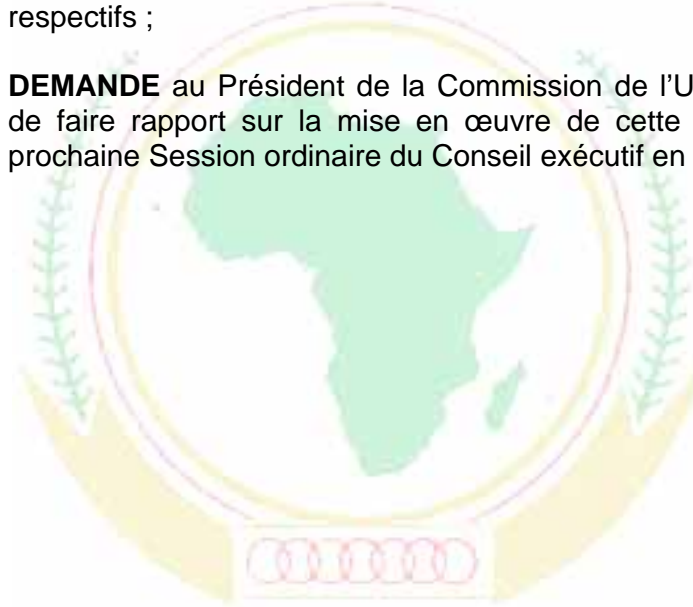 respectifs ;
DEMANDE au Président de la Commission de l'U
de faire rapport sur la mise en œuvre de cette
prochaine Session ordinaire du Conseil exécutif en